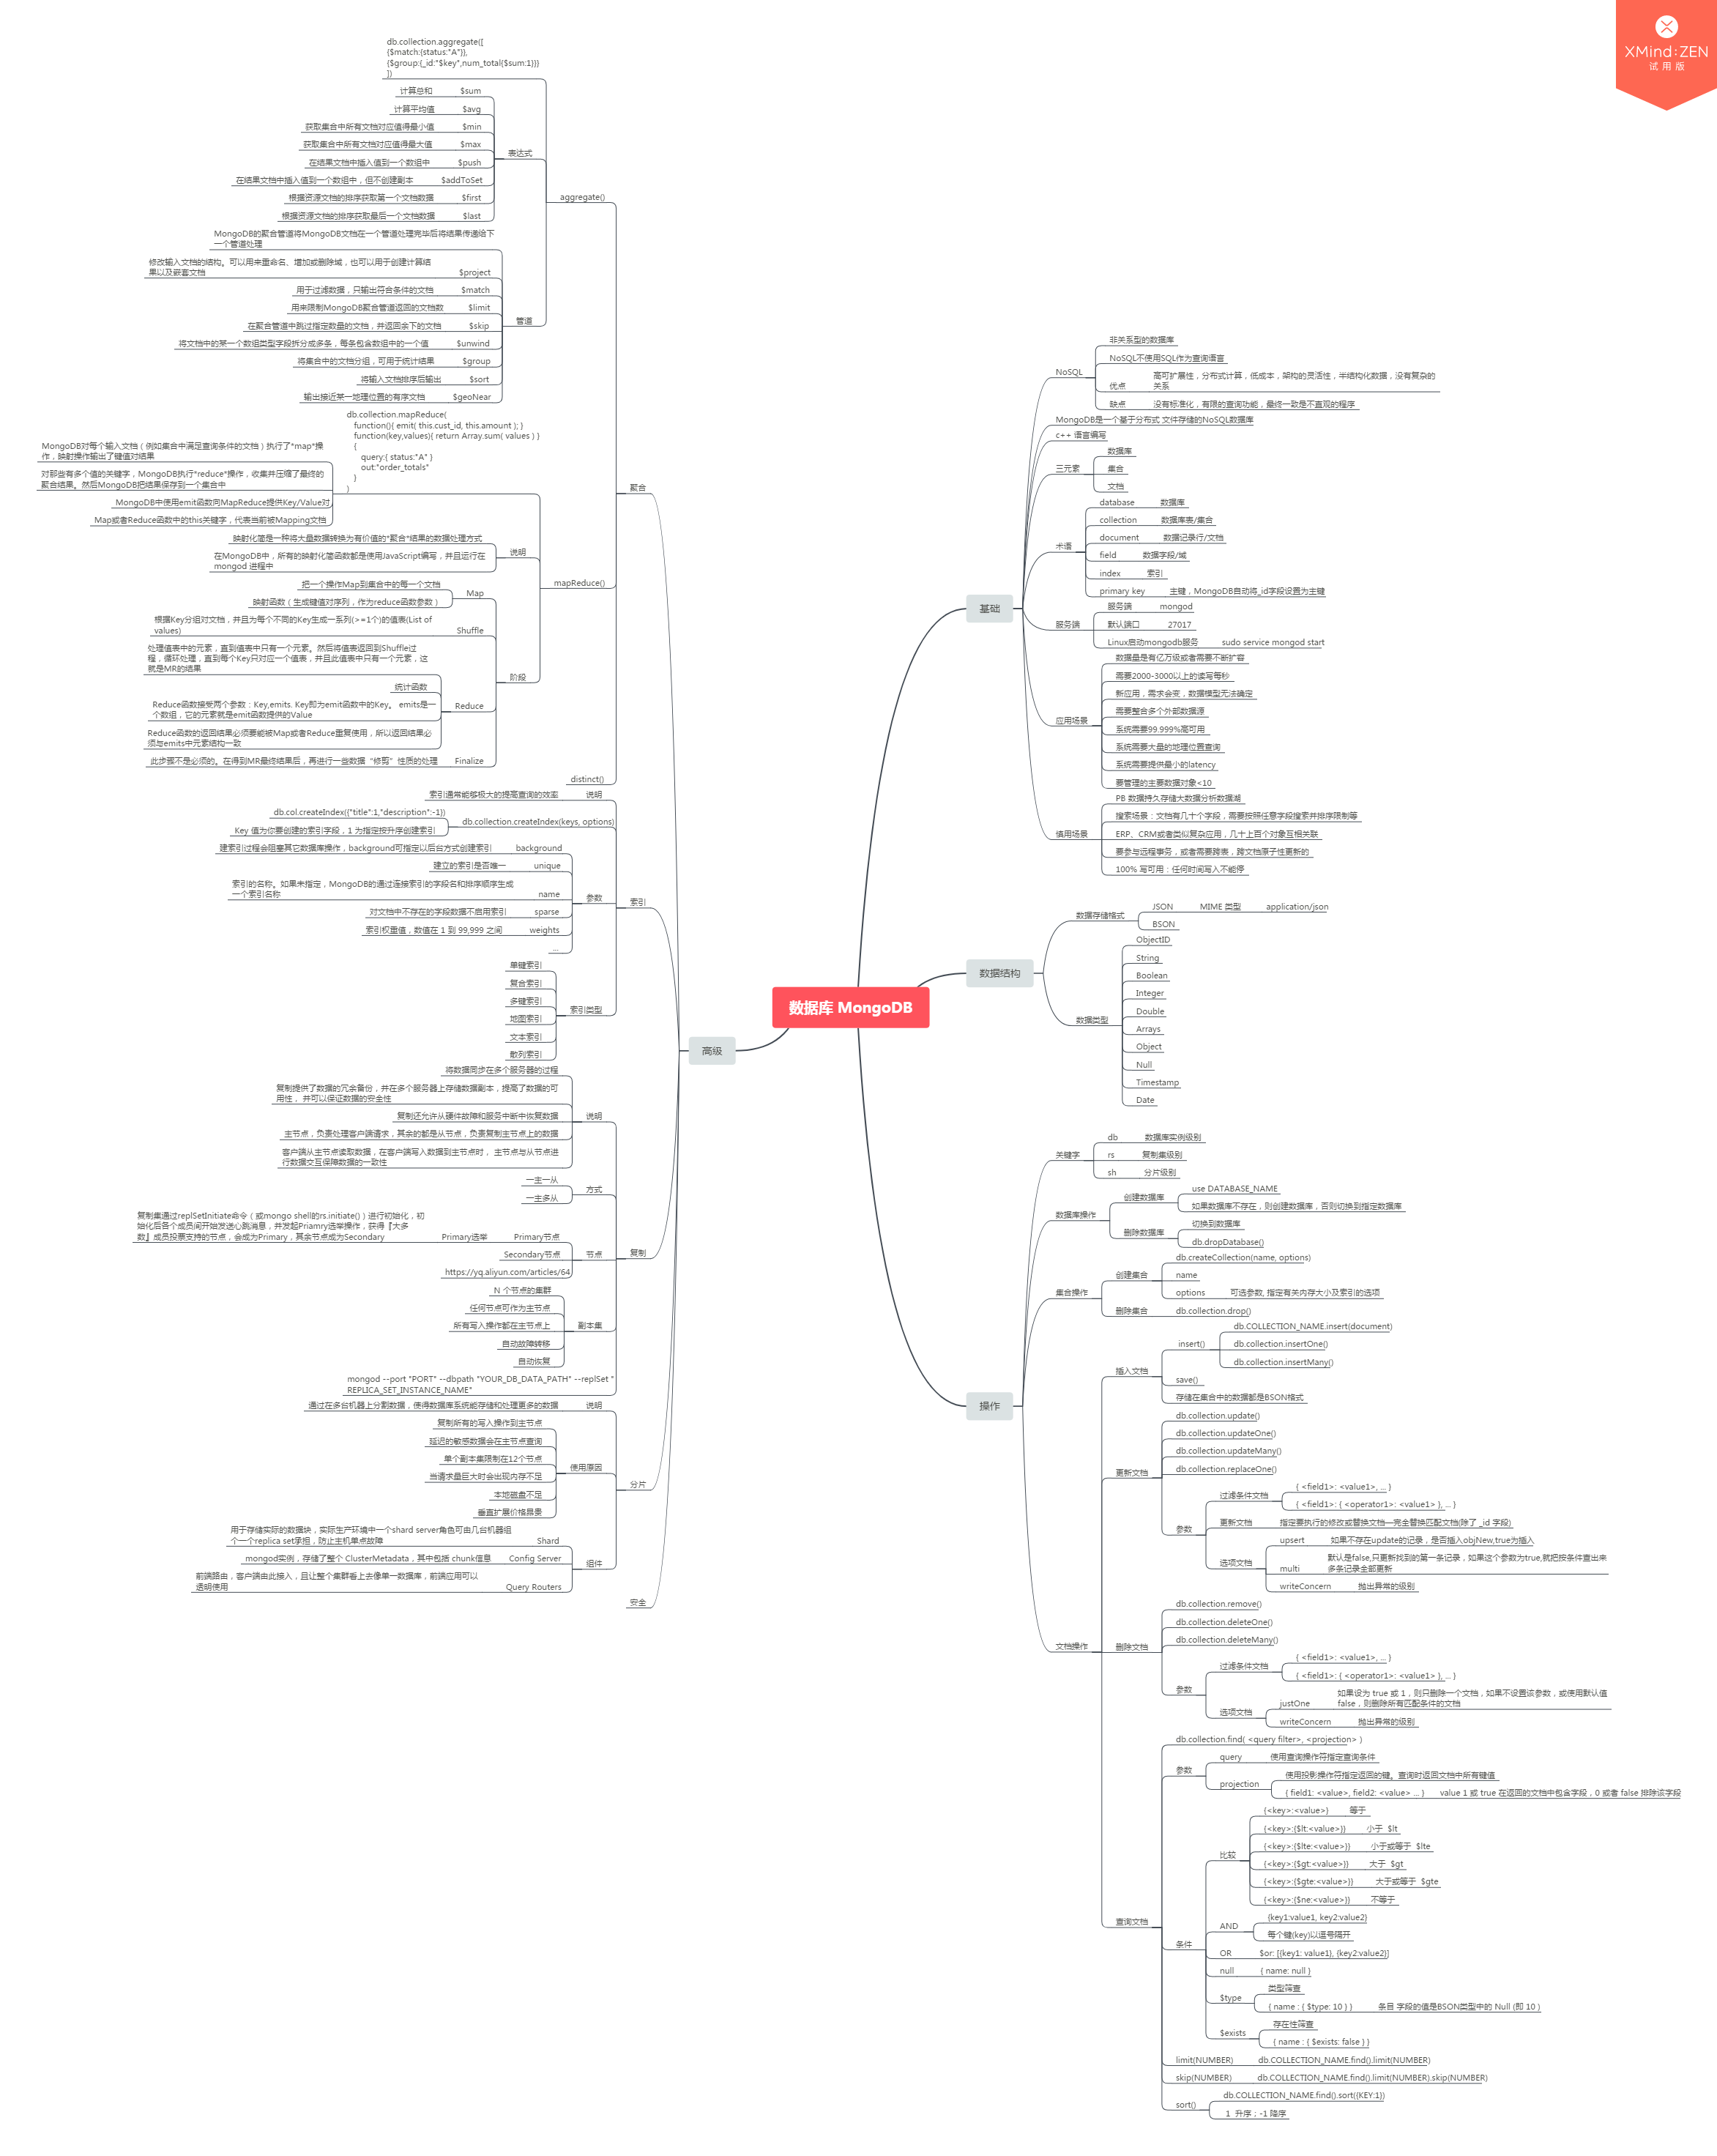 XMind:ZEN
试用版
数据库 MongoDB
基础
NoSQL
非关系型的数据库
NoSQL不使用SQL作为查询语言
优点
高可扩展性，分布式计算，低成本，架构的灵活性，半结构化数据，没有复杂的
关系
缺点
没有标准化，有限的查询功能，最终一致是不直观的程序
MongoDB是一个基于分布式 文件存储的NoSQL数据库
c++ 语言编写
三元素
数据库
集合
文档
术语
database 数据库
collection 数据库表/集合
document 数据记录行/文档
field 数据字段/域
index 索引
primary key 主键，MongoDB自动将_id字段设置为主键
服务端
服务端 mongod
默认端口 27017
Linux启动mongodb服务 sudo service mongod start
应用场景
数据量是有亿万级或者需要不断扩容
需要2000-3000以上的读写每秒
新应用，需求会变，数据模型无法确定
需要整合多个外部数据源
系统需要99.999%高可用
系统需要大量的地理位置查询
系统需要提供最小的latency
要管理的主要数据对象<10
慎用场景
PB 数据持久存储大数据分析数据湖
搜索场景：文档有几十个字段，需要按照任意字段搜索并排序限制等
ERP、CRM或者类似复杂应用，几十上百个对象互相关联
要参与远程事务，或者需要跨表，跨文档原子性更新的
100% 写可用：任何时间写入不能停
数据结构
数据存储格式
JSON MIME 类型 application/json
BSON
数据类型
ObjectID
String
Boolean
Integer
Double
Arrays
Object
Null
Timestamp
Date
操作
关键字
db 数据库实例级别
rs 复制集级别
sh 分片级别
数据库操作
创建数据库
use DATABASE_NAME
如果数据库不存在，则创建数据库，否则切换到指定数据库
删除数据库
切换到数据库
db.dropDatabase()
集合操作
创建集合
db.createCollection(name, options)
name
options 可选参数, 指定有关内存大小及索引的选项
删除集合 db.collection.drop()
文档操作
插入文档
insert()
db.COLLECTION_NAME.insert(document)
db.collection.insertOne()
db.collection.insertMany()
save()
存储在集合中的数据都是BSON格式
更新文档
db.collection.update()
db.collection.updateOne()
db.collection.updateMany()
db.collection.replaceOne()
参数
过滤条件文档
{ <field1>: <value1>, ... }
{ <field1>: { <operator1>: <value1> }, ... }
更新文档 指定要执行的修改或替换文档—完全替换匹配文档(除了 _id 字段)
选项文档
upsert 如果不存在update的记录，是否插入objNew,true为插入
multi
默认是false,只更新找到的第一条记录，如果这个参数为true,就把按条件查出来
多条记录全部更新
writeConcern 抛出异常的级别
删除文档
db.collection.remove()
db.collection.deleteOne()
db.collection.deleteMany()
参数
过滤条件文档
{ <field1>: <value1>, ... }
{ <field1>: { <operator1>: <value1> }, ... }
选项文档
justOne
如果设为 true 或 1，则只删除一个文档，如果不设置该参数，或使用默认值
false，则删除所有匹配条件的文档
writeConcern 抛出异常的级别
查询文档
db.collection.find( <query filter>, <projection> )
参数
query 使用查询操作符指定查询条件
projection
使用投影操作符指定返回的键。查询时返回文档中所有键值
{ field1: <value>, field2: <value> ... } value 1 或 true 在返回的文档中包含字段，0 或者 false 排除该字段
条件
比较
{<key>:<value>} 等于
{<key>:{$lt:<value>}} 小于 $lt
{<key>:{$lte:<value>}} 小于或等于 $lte
{<key>:{$gt:<value>}} 大于 $gt
{<key>:{$gte:<value>}} 大于或等于 $gte
{<key>:{$ne:<value>}} 不等于
AND
{key1:value1, key2:value2}
每个键(key)以逗号隔开
OR $or: [{key1: value1}, {key2:value2}]
null { name: null }
$type
类型筛查
{ name : { $type: 10 } } 条目 字段的值是BSON类型中的 Null (即 10 )
$exists
存在性筛查
{ name : { $exists: false } }
limit(NUMBER) db.COLLECTION_NAME.find().limit(NUMBER)
skip(NUMBER) db.COLLECTION_NAME.find().limit(NUMBER).skip(NUMBER)
sort()
db.COLLECTION_NAME.find().sort({KEY:1})
1 升序；-1 降序
高级
聚合
aggregate()
db.collection.aggregate([
{$match:{status:"A"}},
{$group:{_id:"$key",num_total{$sum:1}}}
])
表达式
计算总和 $sum
计算平均值 $avg
获取集合中所有文档对应值得最小值 $min
获取集合中所有文档对应值得最大值 $max
在结果文档中插入值到一个数组中 $push
在结果文档中插入值到一个数组中，但不创建副本 $addToSet
根据资源文档的排序获取第一个文档数据 $first
根据资源文档的排序获取最后一个文档数据 $last
管道
MongoDB的聚合管道将MongoDB文档在一个管道处理完毕后将结果传递给下
一个管道处理
修改输入文档的结构。可以用来重命名、增加或删除域，也可以用于创建计算结
果以及嵌套文档 $project
用于过滤数据，只输出符合条件的文档 $match
用来限制MongoDB聚合管道返回的文档数 $limit
在聚合管道中跳过指定数量的文档，并返回余下的文档 $skip
将文档中的某一个数组类型字段拆分成多条，每条包含数组中的一个值 $unwind
将集合中的文档分组，可用于统计结果 $group
将输入文档排序后输出 $sort
输出接近某一地理位置的有序文档 $geoNear
mapReduce()
db.collection.mapReduce(
function(){ emit( this.cust_id, this.amount ); }
function(key,values){ return Array.sum( values ) }
{
query:{ status:"A" }
out:"order_totals"
}
)
MongoDB对每个输入文档（例如集合中满足查询条件的文档）执行了"map"操
作，映射操作输出了键值对结果
对那些有多个值的关键字，MongoDB执行"reduce"操作，收集并压缩了最终的
聚合结果。然后MongoDB把结果保存到一个集合中
MongoDB中使用emit函数向MapReduce提供Key/Value对
Map或者Reduce函数中的this关键字，代表当前被Mapping文档
说明
映射化简是一种将大量数据转换为有价值的"聚合"结果的数据处理方式
在MongoDB中，所有的映射化简函数都是使用JavaScript编写，并且运行在
mongod 进程中
阶段
Map
把一个操作Map到集合中的每一个文档
映射函数（生成键值对序列，作为reduce函数参数）
根据Key分组对文档，并且为每个不同的Key生成一系列(>=1个)的值表(List of
values) Shuffle
Reduce
处理值表中的元素，直到值表中只有一个元素。然后将值表返回到Shuffle过
程，循环处理，直到每个Key只对应一个值表，并且此值表中只有一个元素，这
就是MR的结果
统计函数
Reduce函数接受两个参数：Key,emits. Key即为emit函数中的Key。 emits是一
个数组，它的元素就是emit函数提供的Value
Reduce函数的返回结果必须要能被Map或者Reduce重复使用，所以返回结果必
须与emits中元素结构一致
此步骤不是必须的。在得到MR最终结果后，再进行一些数据“修剪”性质的处理 Finalize
distinct()
索引
索引通常能够极大的提高查询的效率 说明
db.collection.createIndex(keys, options)
db.col.createIndex({"title":1,"description":-1})
Key 值为你要创建的索引字段，1 为指定按升序创建索引
参数
建索引过程会阻塞其它数据库操作，background可指定以后台方式创建索引 background
建立的索引是否唯一 unique
索引的名称。如果未指定，MongoDB的通过连接索引的字段名和排序顺序生成
一个索引名称 name
对文档中不存在的字段数据不启用索引 sparse
索引权重值，数值在 1 到 99,999 之间 weights
...
索引类型
单键索引
复合索引
多键索引
地图索引
文本索引
散列索引
复制
说明
将数据同步在多个服务器的过程
复制提供了数据的冗余备份，并在多个服务器上存储数据副本，提高了数据的可
用性， 并可以保证数据的安全性
复制还允许从硬件故障和服务中断中恢复数据
主节点，负责处理客户端请求，其余的都是从节点，负责复制主节点上的数据
客户端从主节点读取数据，在客户端写入数据到主节点时， 主节点与从节点进
行数据交互保障数据的一致性
方式
一主一从
一主多从
节点
复制集通过replSetInitiate命令（或mongo shell的rs.initiate()）进行初始化，初
始化后各个成员间开始发送心跳消息，并发起Priamry选举操作，获得『大多
数』成员投票支持的节点，会成为Primary，其余节点成为Secondary Primary选举 Primary节点
Secondary节点
https://yq.aliyun.com/articles/64
副本集
N 个节点的集群
任何节点可作为主节点
所有写入操作都在主节点上
自动故障转移
自动恢复
mongod --port "PORT" --dbpath "YOUR_DB_DATA_PATH" --replSet "
REPLICA_SET_INSTANCE_NAME"
分片
通过在多台机器上分割数据，使得数据库系统能存储和处理更多的数据 说明
使用原因
复制所有的写入操作到主节点
延迟的敏感数据会在主节点查询
单个副本集限制在12个节点
当请求量巨大时会出现内存不足
本地磁盘不足
垂直扩展价格昂贵
组件
用于存储实际的数据块，实际生产环境中一个shard server角色可由几台机器组
个一个replica set承担，防止主机单点故障 Shard
mongod实例，存储了整个 ClusterMetadata，其中包括 chunk信息 Config Server
前端路由，客户端由此接入，且让整个集群看上去像单一数据库，前端应用可以
透明使用 Query Routers
安全